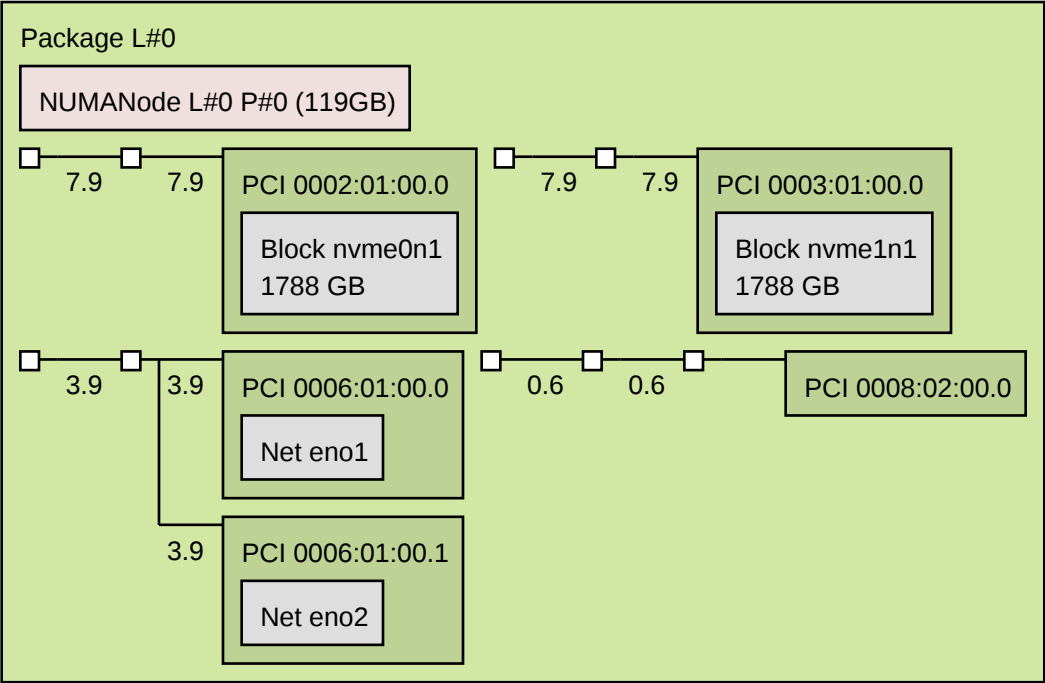 Package L#0
NUMANode L#0 P#0 (119GB)
7.9 7.9 PCI 0002:01:00.0
Block nvme0n1
1788 GB
7.9 7.9 PCI 0003:01:00.0
Block nvme1n1
1788 GB
3.9 3.9 PCI 0006:01:00.0
Net eno1
3.9 PCI 0006:01:00.1
Net eno2
0.6 0.6 PCI 0008:02:00.0